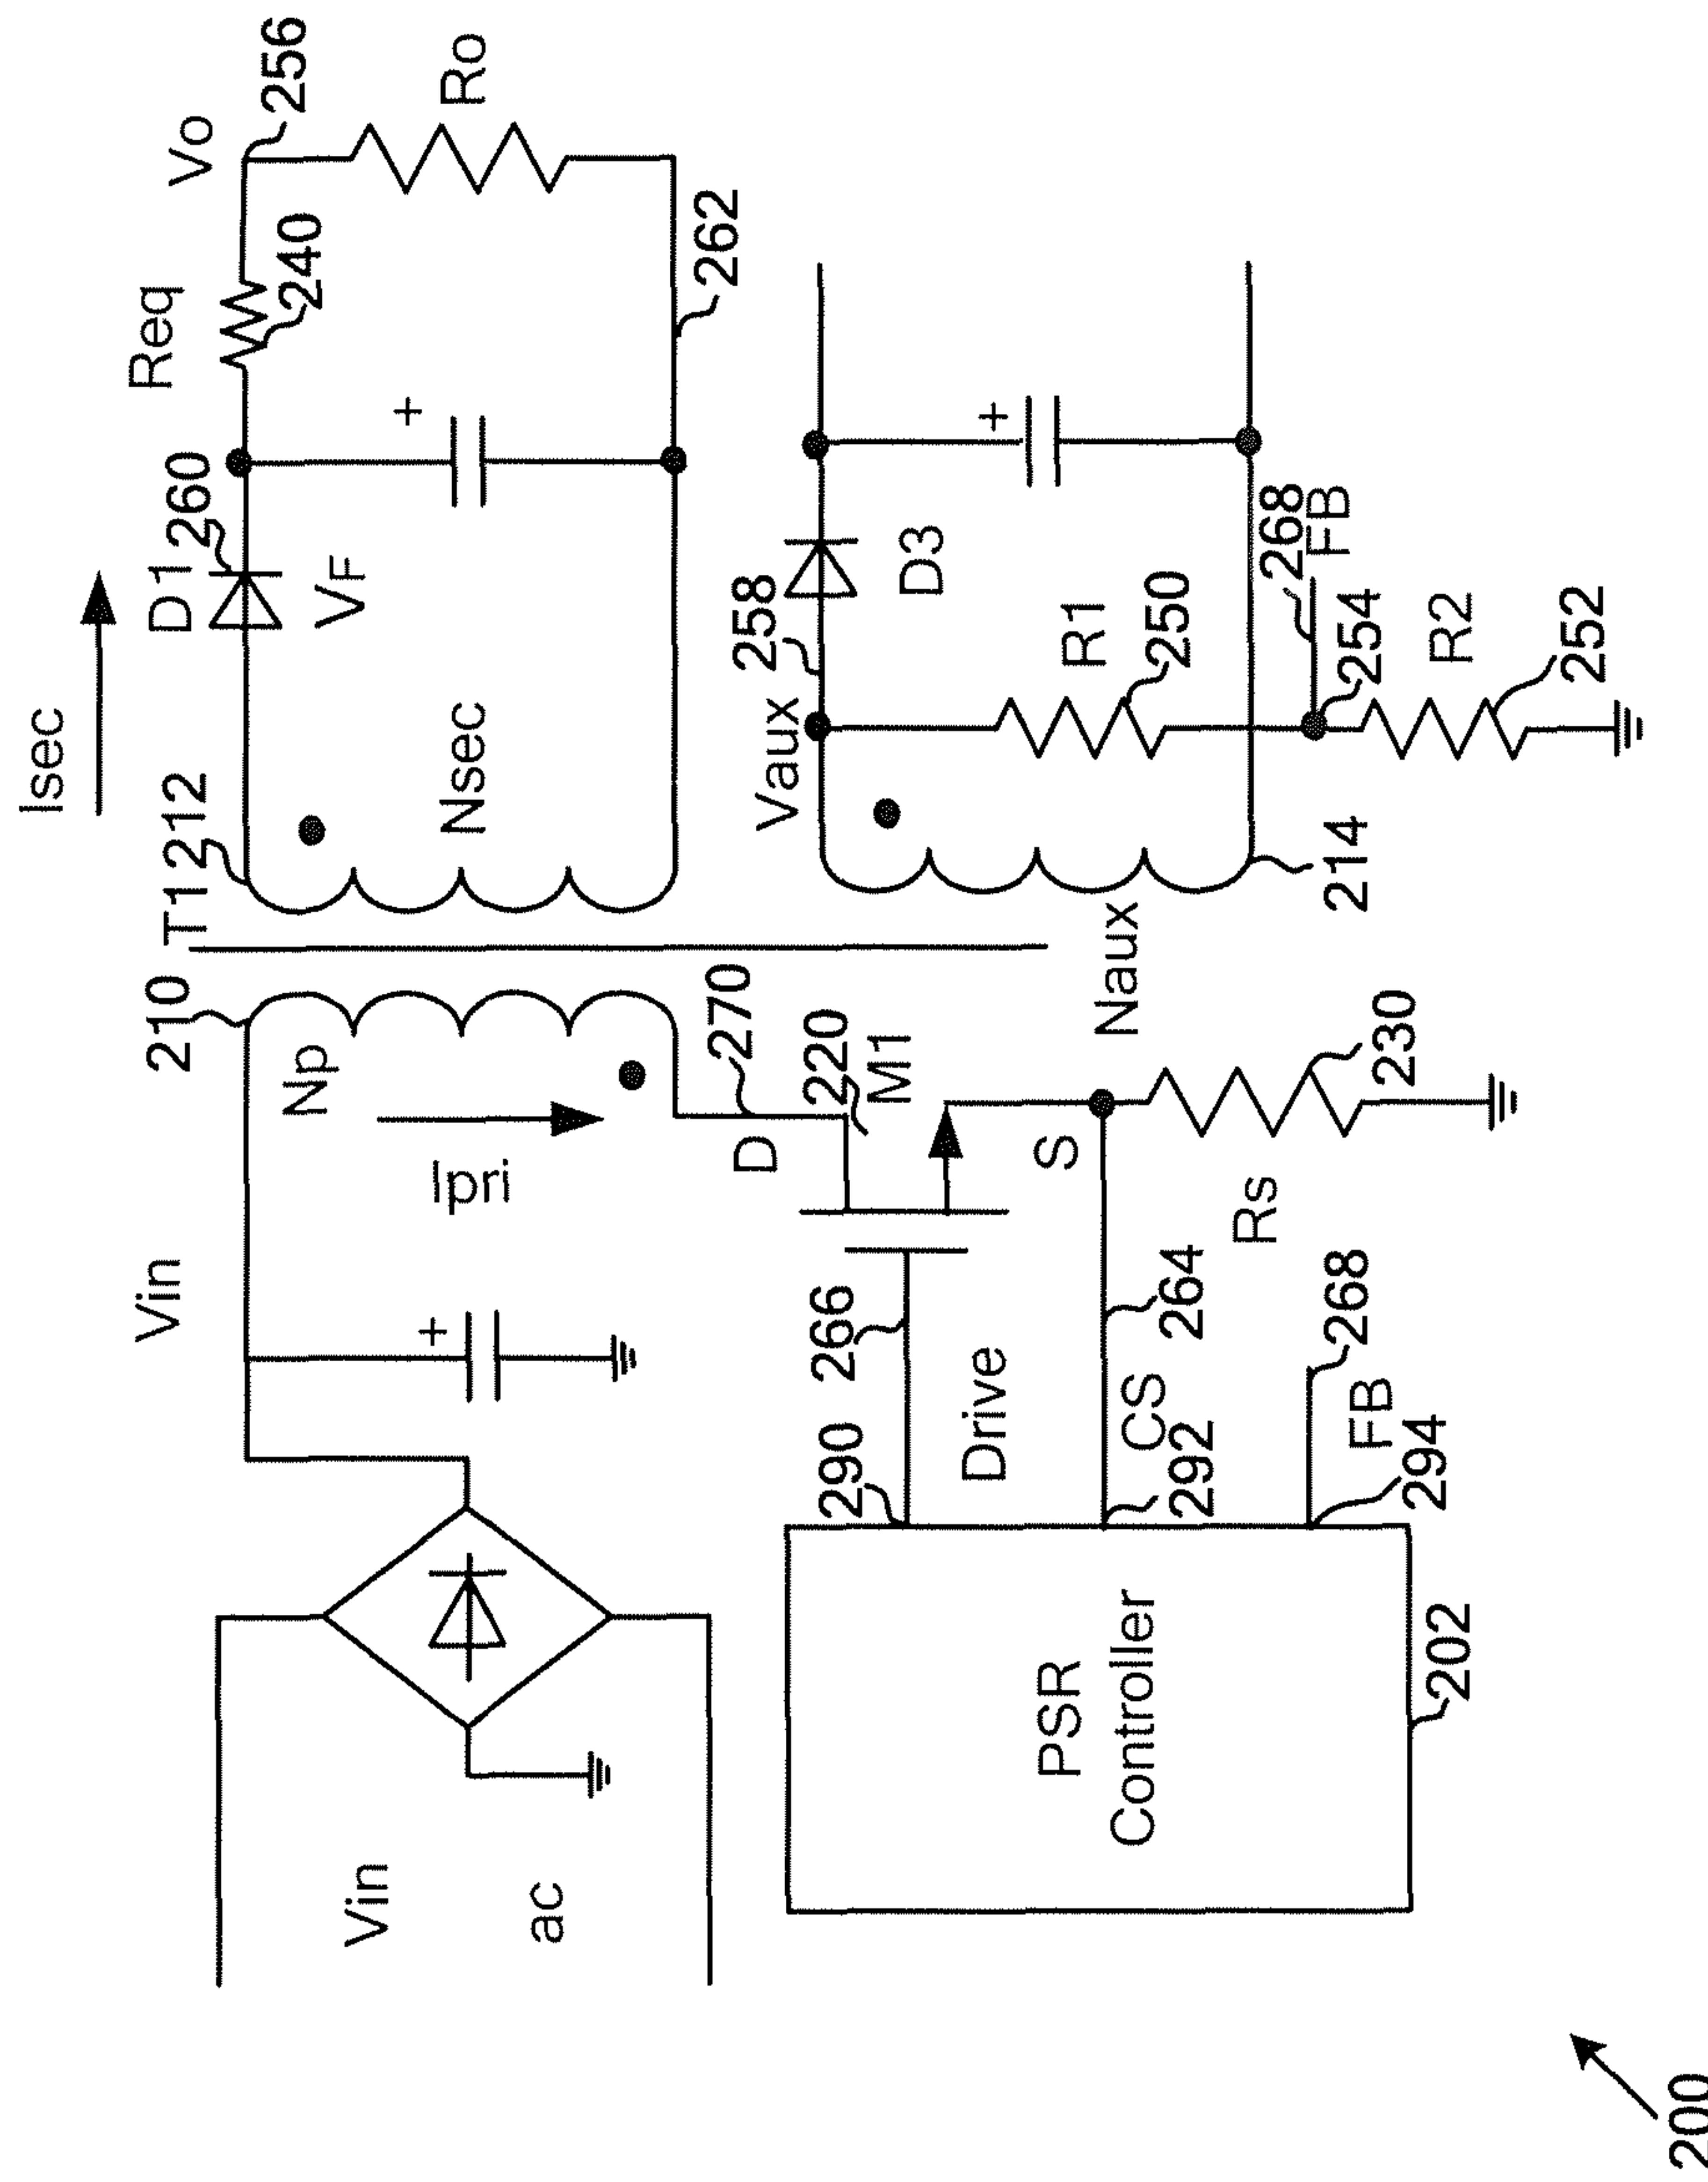 Isec
T1
212
D1
260
VF
Nsec
Req
240
Vo
256
Ro
262
210
Np
Ipri
Vin
Vin
ac
D
270
220
M1
S
Rs
230
Naux
214
Vaux
258
D3
R1
250
268
FB
254
R2
252
290
266
Drive
CS
292
264
268
FB
294
PSR
Controller
202
200